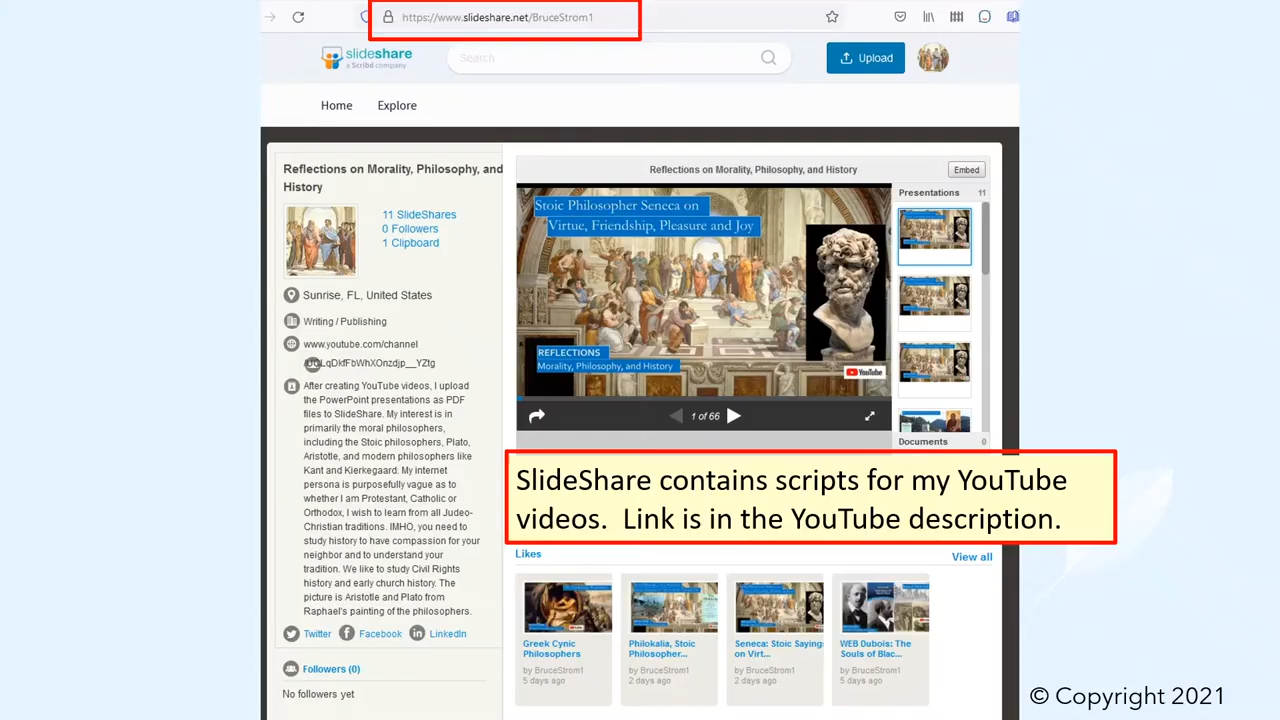 https://www.slideshare.net/BruceStrom1
slideshare
a Scribd company
Search
Upload
Home
Explore
Reflections on Morality, Philosophy, and
History
11 SlideShares
0 Followers
1 Clipboard
Sunrise, FL, United States
Writing / Publishing
www.youtube.com/channel
LqDkfFbWhXOnzdjp__YZtg
After creating YouTube videos, I upload
the PowerPoint presentations as PDF
files to SlideShare. My interest is in
primarily the moral philosophers,
including the Stoic philosophers, Plato,
Aristotle, and modern philosophers like
Kant and Kierkegaard. My internet
persona is purposefully vague as to
whether I am Protestant, Catholic or
Orthodox, I wish to learn from all Judeo-
Christian traditions. IMHO, you need to
study history to have compassion for your
neighbor and to understand your
tradition. We like to study Civil Rights
history and early church history. The
picture is Aristotle and Plato from
Raphael's painting of the philosophers.
Twitter
Facebook
LinkedIn
Followers (0)
No followers yet
Reflections on Morality, Philosophy, and History
Embed
Stoic Philosopher Seneca on
Virtue, Friendship, Pleasure and Joy
REFLECTIONS
Morality, Philosophy, and History
YouTube
1 of 66
Presentations 11
Documents 0
SlideShare contains scripts for my YouTube
videos. Link is in the YouTube description.
Likes
View all
Greek Cynic
Philosophers
by BruceStrom1
5 days ago
Philokalia, Stoic
Philosopher...
by BruceStrom1
2 days ago
Seneca: Stoic Sayings
on Virt...
by BruceStrom1
2 days ago
WEB Dubois: The
Souls of Blac...
by BruceStrom1
5 days ago
© Copyright 2021